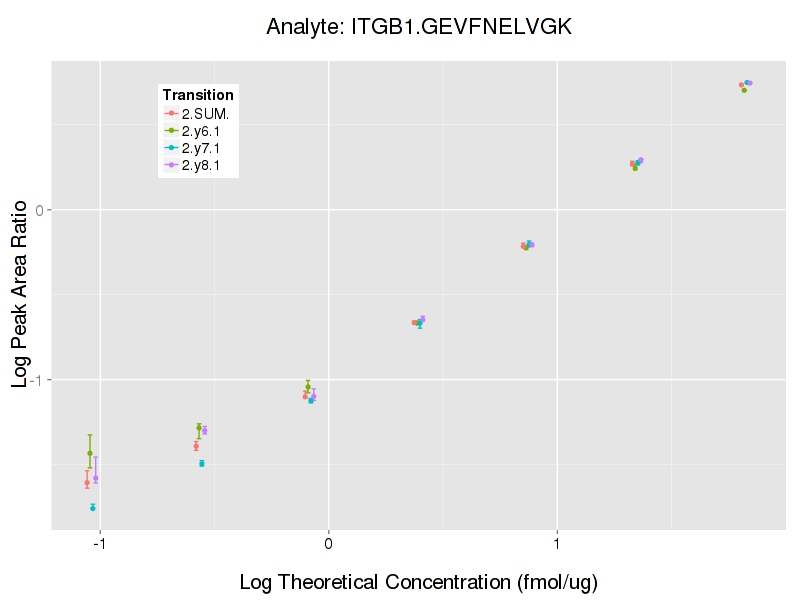 Analyte: ITGB1.GEVFNELVGK
Transition
2.SUM.
2.y6.1
2.y7.1
2.y8.1
Log Peak Area Ratio
0
-1
-1
0
1
Log Theoretical Concentration (fmol/ug)